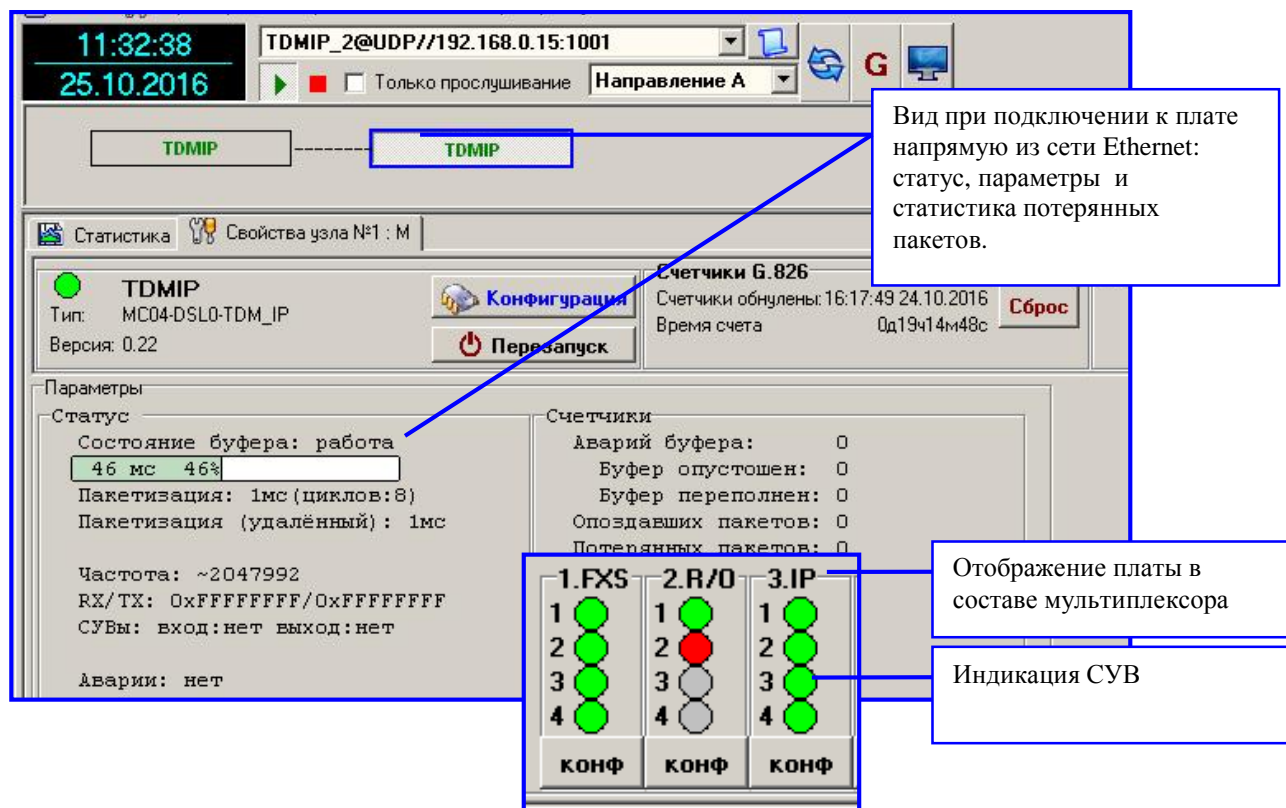 11:32:38
25.10.2016
TDMIP_2@UDP//192.168.0.15:1001
Только прослушивание
Направление А
G
Вид при подключении к плате
напрямую из сети Ethernet:
статус, параметры и
статистика потерянных
пакетов.
TDMIP
TDMIP
Статистика
Свойства узла №1 : М
TDMIP
Тип: MC04-DSL0-TDM_IP
Версия: 0.22
Конфигурация
Перезапуск
Счетчики G.826
Счетчики обнулены: 16:17:49 24.10.2016
Время счета 0д19ч14м48с
Сброс
Параметры
Статус
Состояние буфера: работа
46 мс 46%
Пакетизация: 1мс(циклов:8)
Пакетизация (удалённый): 1мс
Частота: ~2047992
RX/TX: 0xFFFFFFFF/0xFFFFFFFF
СУВы: вход:нет выход:нет
Аварии: нет
Счетчики
Аварий буфера: 0
Буфер опустошен: 0
Буфер переполнен: 0
Опоздавших пакетов: 0
Потерянных пакетов: 0
1.FXS 2.R/O 3.IP
1 1 1
2 2 2
3 3 3
4 4 4
конф конф конф
Отображение платы в
составе мультиплексора
Индикация СУВ